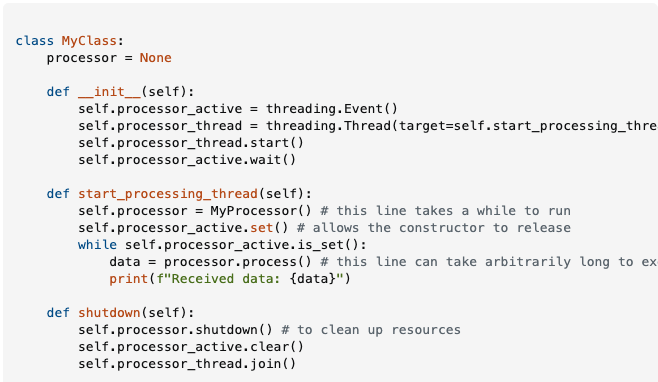 class MyClass:
    processor = None
    def __init__(self):
        self.processor_active = threading.Event()
        self.processor_thread = threading.Thread(target=self.start_processing_thre
        self.processor_thread.start()
        self.processor_active.wait()
    def start_processing_thread(self):
        self.processor = MyProcessor() # this line takes a while to run
        self.processor_active.set() # allows the constructor to release
        while self.processor_active.is_set():
            data = processor.process() # this line can take arbitrarily long to ex
            print(f"Received data: {data}")
    def shutdown(self):
        self.processor.shutdown() # to clean up resources
        self.processor_active.clear()
        self.processor_thread.join()